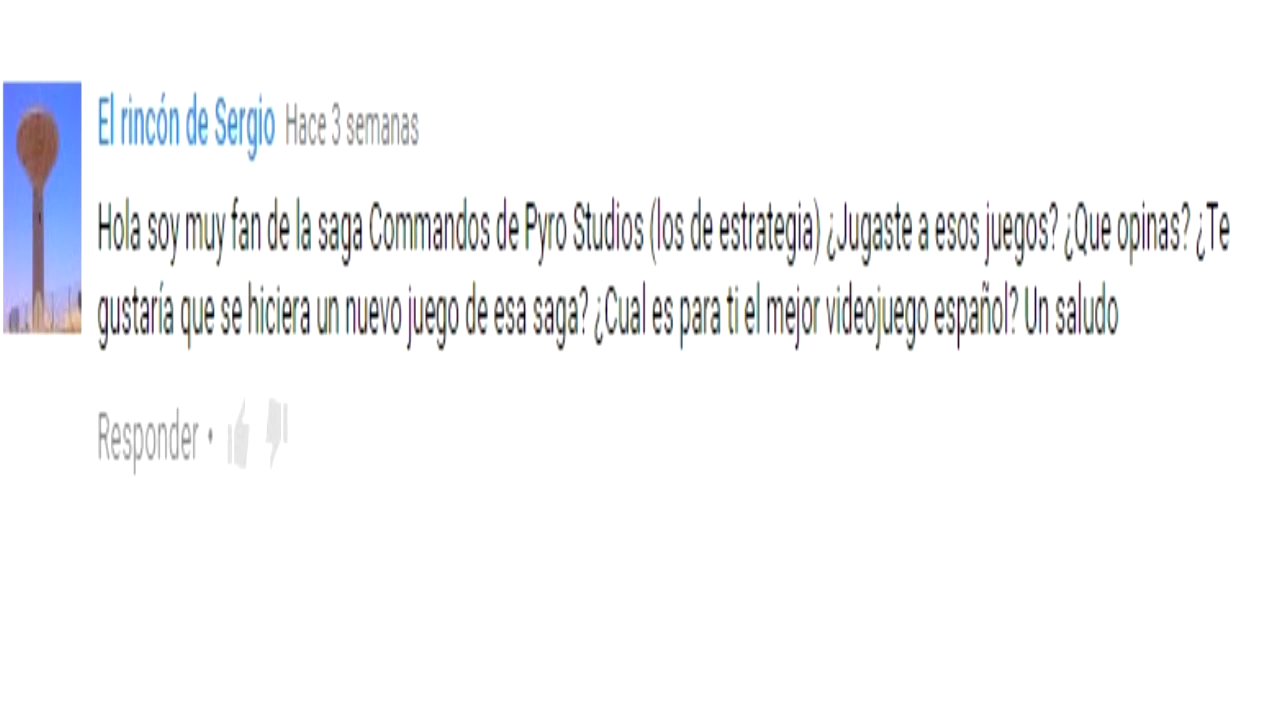 El rincón de Sergio Hace 3 semanas
Hola soy muy fan de la saga Commandos de Pyro Studios (los de estrategia) ¿Jugaste a esos juegos? ¿Que opinas? ¿Te
gustaría que se hiciera un nuevo juego de esa saga? ¿Cual es para ti el mejor videojuego español? Un saludo
Responder •